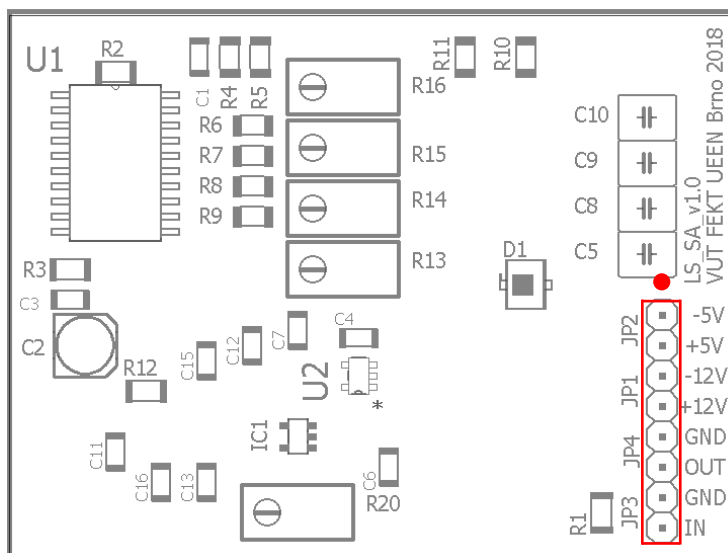 U1
R2
C1
R4
R5
R16
R11
R10
R6
R7
R8
R9
R15
R14
R13
C10
C9
C8
C5
LS_SA_v1.0
VUT FEKT UEEN Brno 2018
R3
C3
C2
R12
C15
C12
C7
C4
U2
*
D1
IC1
C11
C16
C13
C6
R20
R1
JP2
JP1
JP4
JP3
-5V
+5V
-12V
+12V
GND
OUT
GND
IN